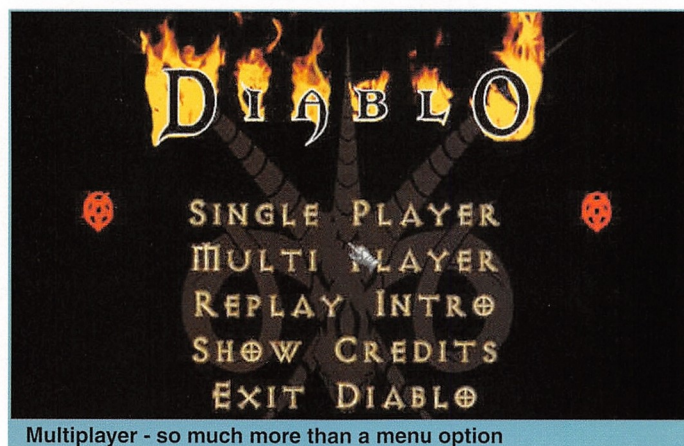 DIABLO
SINGLE PLAYER
MULTI PLAYER
REPLAY INTRO
SHOW CREDITS
EXIT DIABLO
Multiplayer - so much more than a menu option